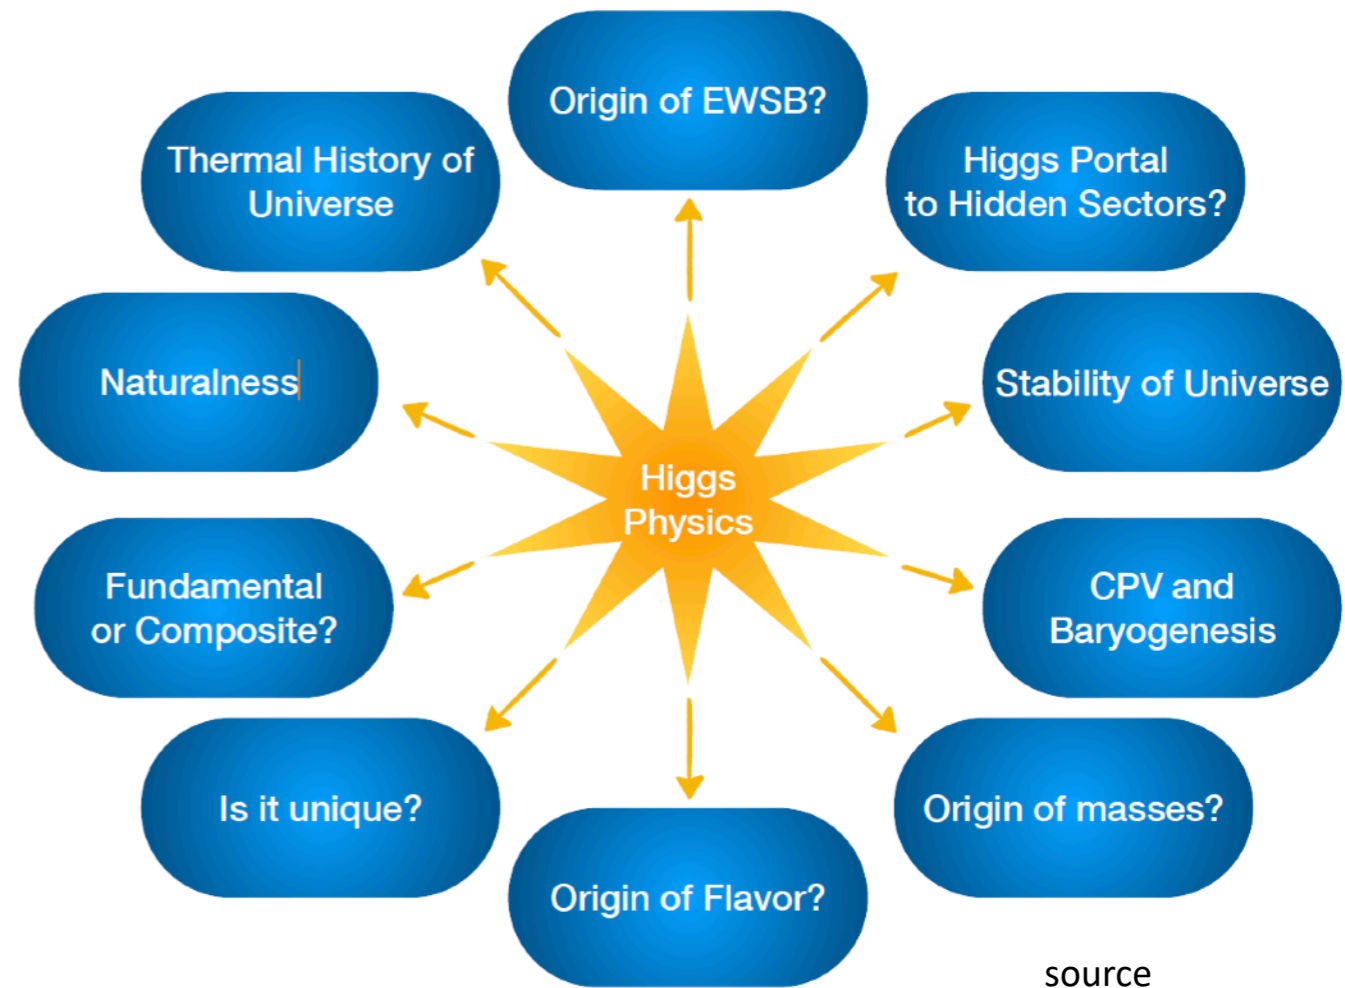 Origin of EWSB?
Thermal History of
Universe
Higgs Portal
to Hidden Sectors?
Naturalness
Stability of Universe
Higgs
Physics
Fundamental
or Composite?
CPV and
Baryogenesis
Is it unique?
Origin of masses?
Origin of Flavor?
source